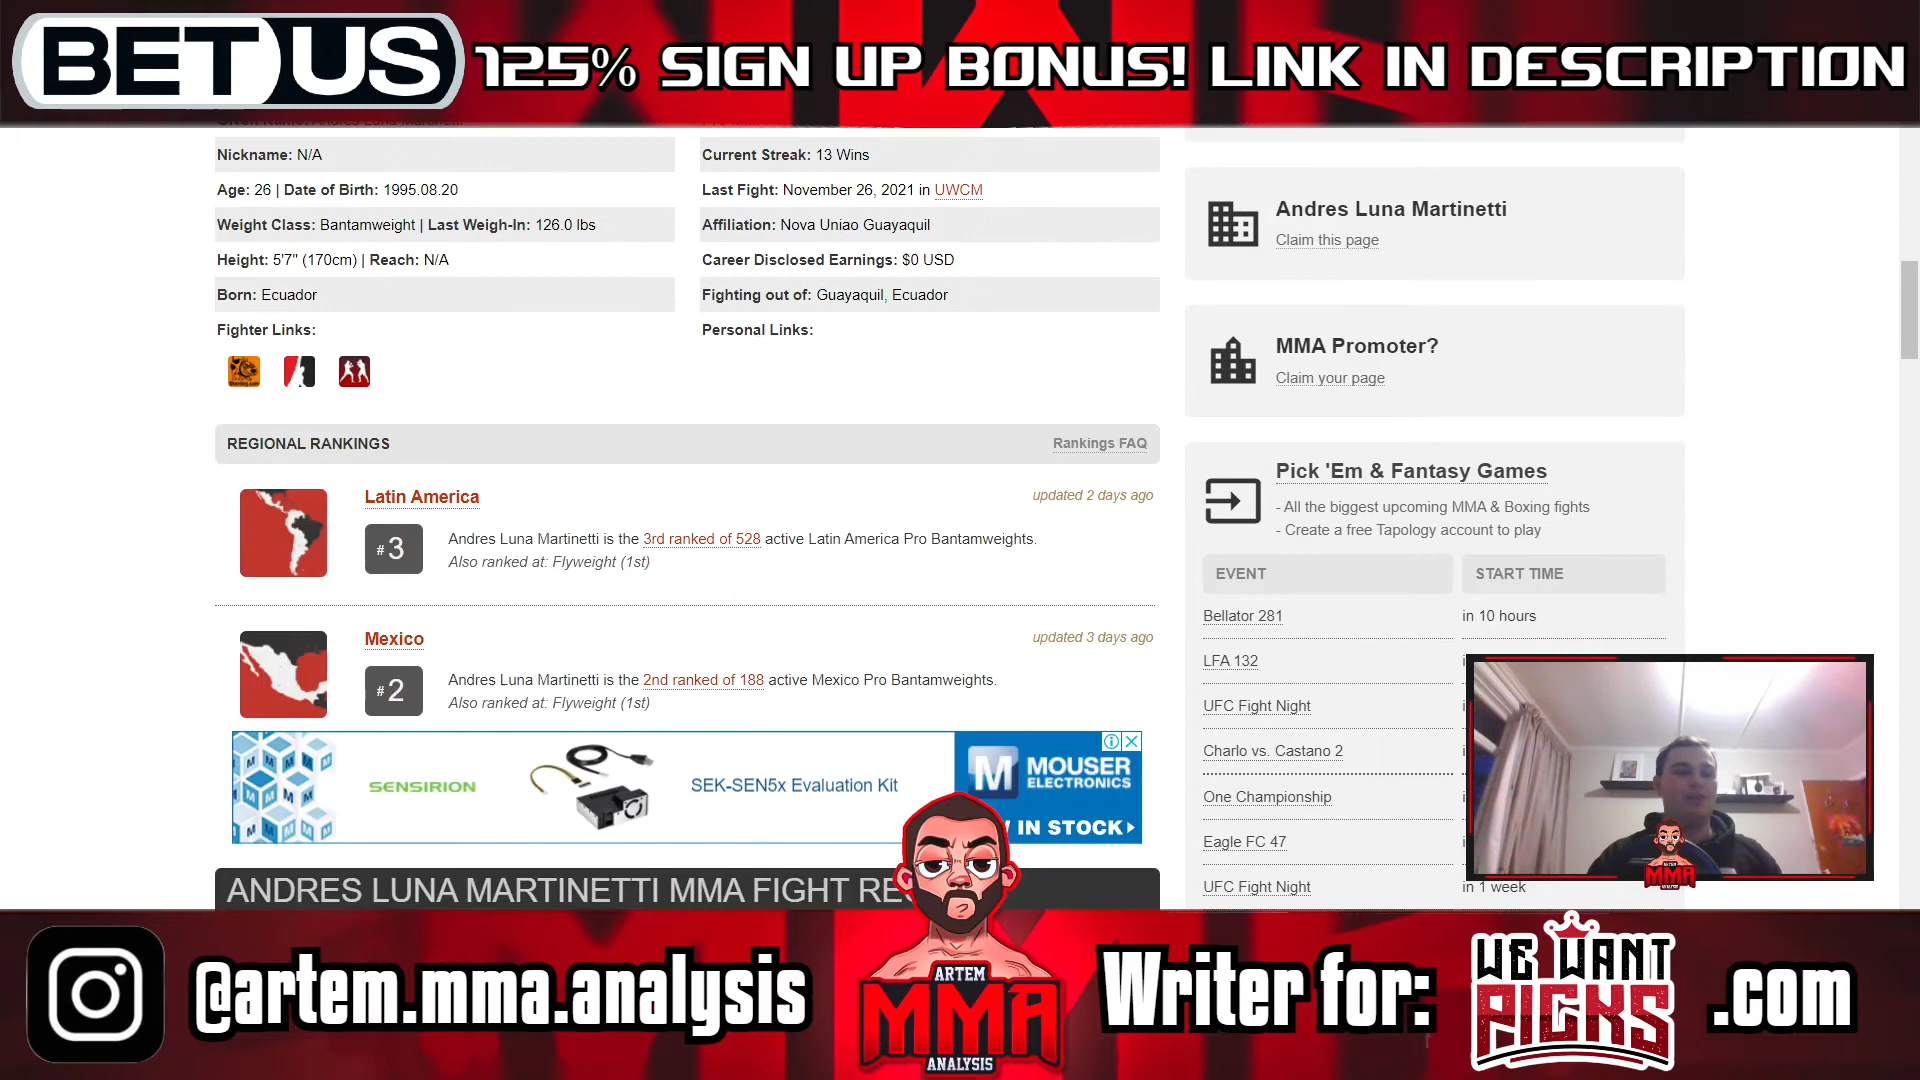 BETUS 125% SIGN UP BONUS! LINK IN DESCRIPTION
Given Name: Andres Luna Martinetti
Nickname: N/A
Current Streak: 13 Wins
Age: 26 | Date of Birth: 1995.08.20
Last Fight: November 26, 2021 in UWCM
Weight Class: Bantamweight | Last Weigh-In: 126.0 lbs
Affiliation: Nova Uniao Guayaquil
Height: 5'7" (170cm) | Reach: N/A
Career Disclosed Earnings: $0 USD
Born: Ecuador
Fighting out of: Guayaquil, Ecuador
Fighter Links:
Personal Links:
REGIONAL RANKINGS
Rankings FAQ
Latin America
updated 2 days ago
#3
Andres Luna Martinetti is the 3rd ranked of 528 active Latin America Pro Bantamweights.
Also ranked at: Flyweight (1st)
Mexico
updated 3 days ago
#2
Andres Luna Martinetti is the 2nd ranked of 188 active Mexico Pro Bantamweights.
Also ranked at: Flyweight (1st)
SENSIRION
SEK-SEN5x Evaluation Kit
M MOUSER
ELECTRONICS
IN STOCK
ANDRES LUNA MARTINETTI MMA FIGHT RE
Andres Luna Martinetti
Claim this page
MMA Promoter?
Claim your page
Pick 'Em & Fantasy Games
- All the biggest upcoming MMA & Boxing fights
- Create a free Tapology account to play
EVENT
START TIME
Bellator 281
in 10 hours
LFA 132
UFC Fight Night
Charlo vs. Castano 2
One Championship
Eagle FC 47
UFC Fight Night
in 1 week
ARTEM
MMA
ANALYSIS
@artem.mma.analysis
ARTEM
MMA
ANALYSIS
Writer for:
WE WANT
PICKS
.com